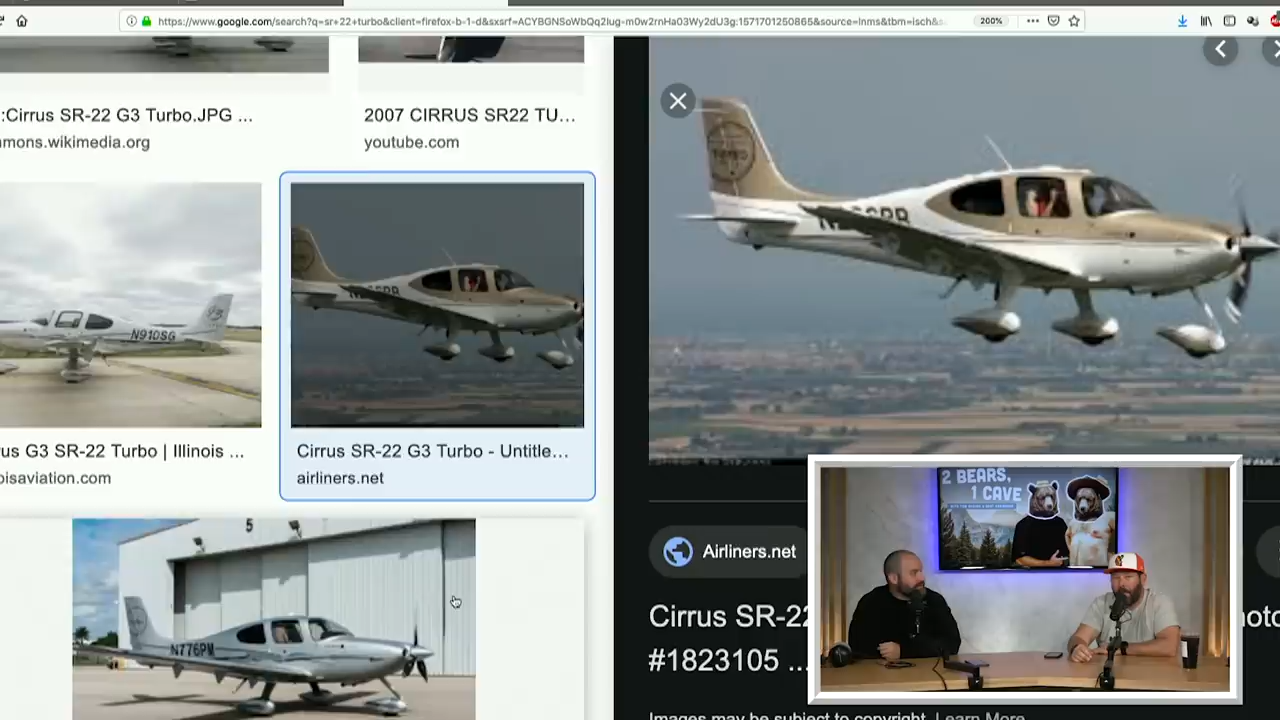 https://www.google.com/search?q=sr+22+turbo&client=firefox-b-1-d&sxsrf=ACYBGNSoWbQq2lug-m0w2rnHa03Wy2dU3g:1571701250865&source=lnms&tbm=isch&
200%
:Cirrus SR-22 G3 Turbo.JPG ...
mons.wikimedia.org
2007 CIRRUS SR22 TU...
youtube.com
N910SG
us G3 SR-22 Turbo | Illinois ...
oisaviation.com
Cirrus SR-22 G3 Turbo - Untitle...
airliners.net
5
N776PM
Airliners.net
Cirrus SR-22
#1823105 ...
Images may be subject to copyright. Learn More
2 BEARS,
1 CAVE